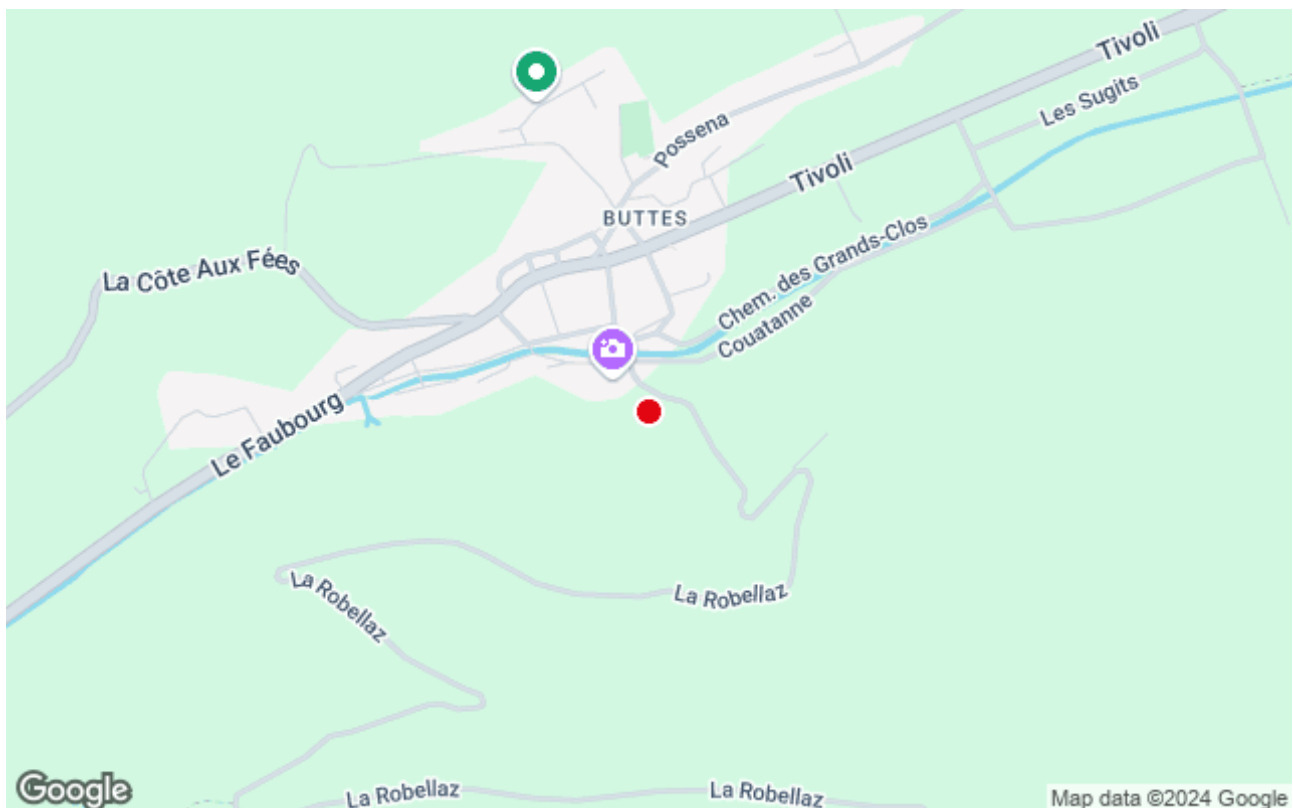 Tivoli
Les Sugits
Possena
Tivoli
BUTTES
La Côte Aux Fées
Chem. des Grands-Clos
Couatanne
Le Faubourg
La Robellaz
La Robellaz
La Robellaz
La Robellaz
Google
Map data ©2024 Google